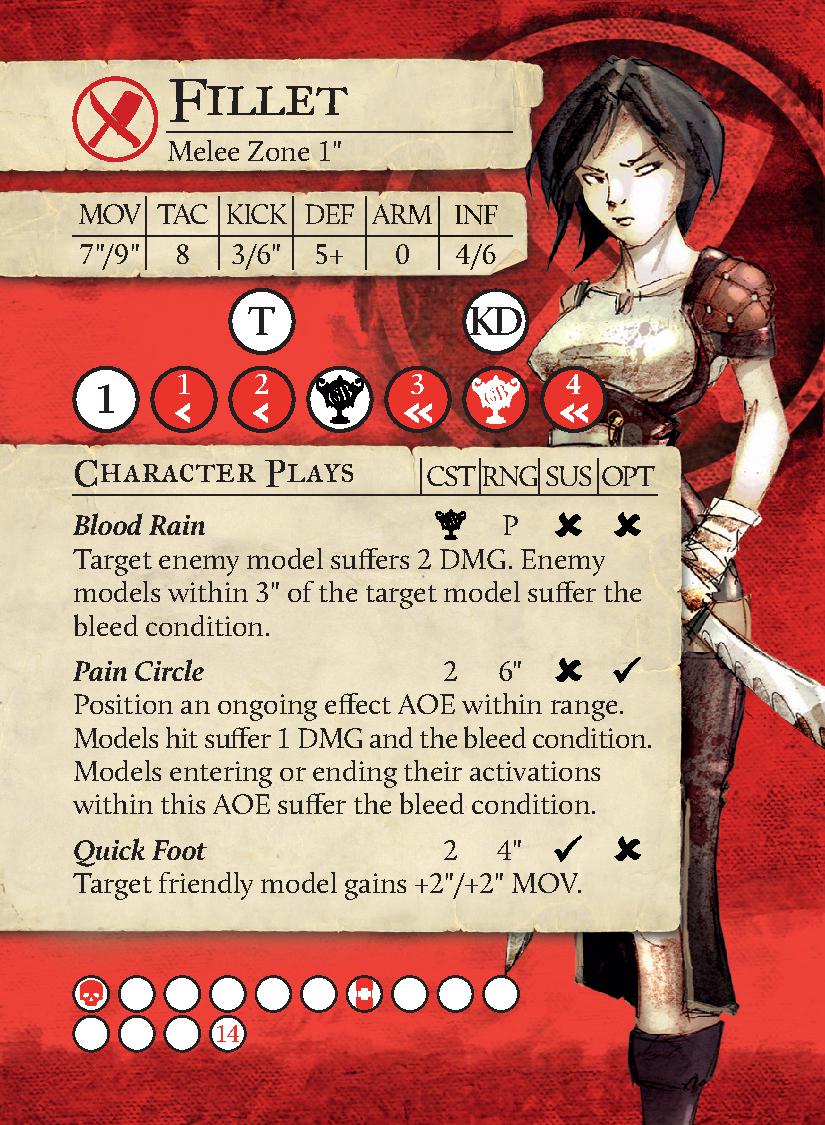 FILLET
Melee Zone 1"
MOV TAC KICK DEF ARM INF
7"/9" 8 3/6" 5+ 0 4/6
T KD
1 1 2 3 4
CHARACTER PLAYS CST RNG SUS OPT
Blood Rain P ✘ ✘
Target enemy model suffers 2 DMG. Enemy
models within 3" of the target model suffer the
bleed condition.
Pain Circle 2 6" ✘ ✓
Position an ongoing effect AOE within range.
Models hit suffer 1 DMG and the bleed condition.
Models entering or ending their activations
within this AOE suffer the bleed condition.
Quick Foot 2 4" ✓ ✘
Target friendly model gains +2"/+2" MOV.
14